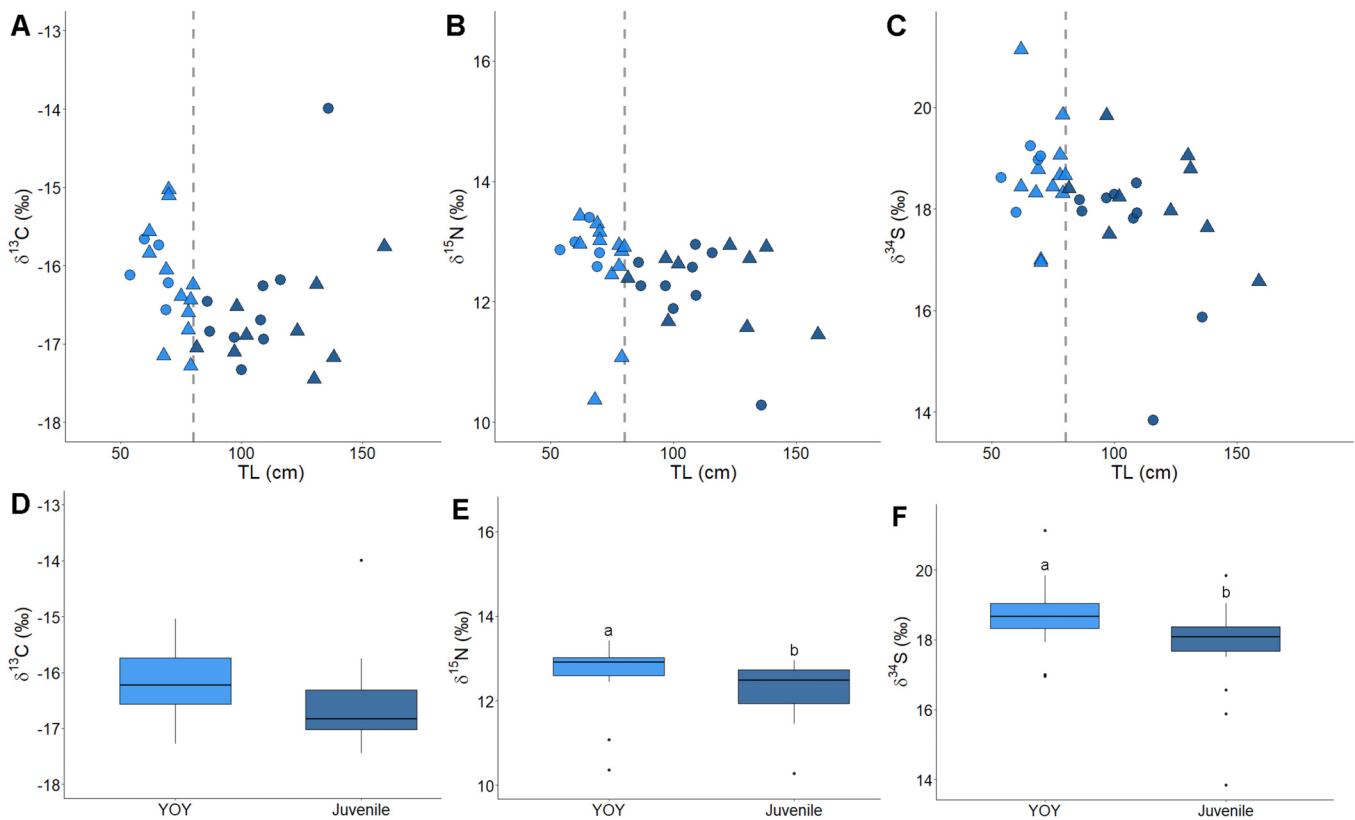 A
δ13C (‰)
-13
-14
-15
-16
-17
-18
50
100
150
TL (cm)
B
δ15N (‰)
16
14
12
10
50
100
150
TL (cm)
C
δ34S (‰)
20
18
16
14
50
100
150
TL (cm)
D
δ13C (‰)
-13
-14
-15
-16
-17
-18
YOY
Juvenile
E
δ15N (‰)
16
14
12
10
a
b
YOY
Juvenile
F
δ34S (‰)
20
18
16
14
a
b
YOY
Juvenile